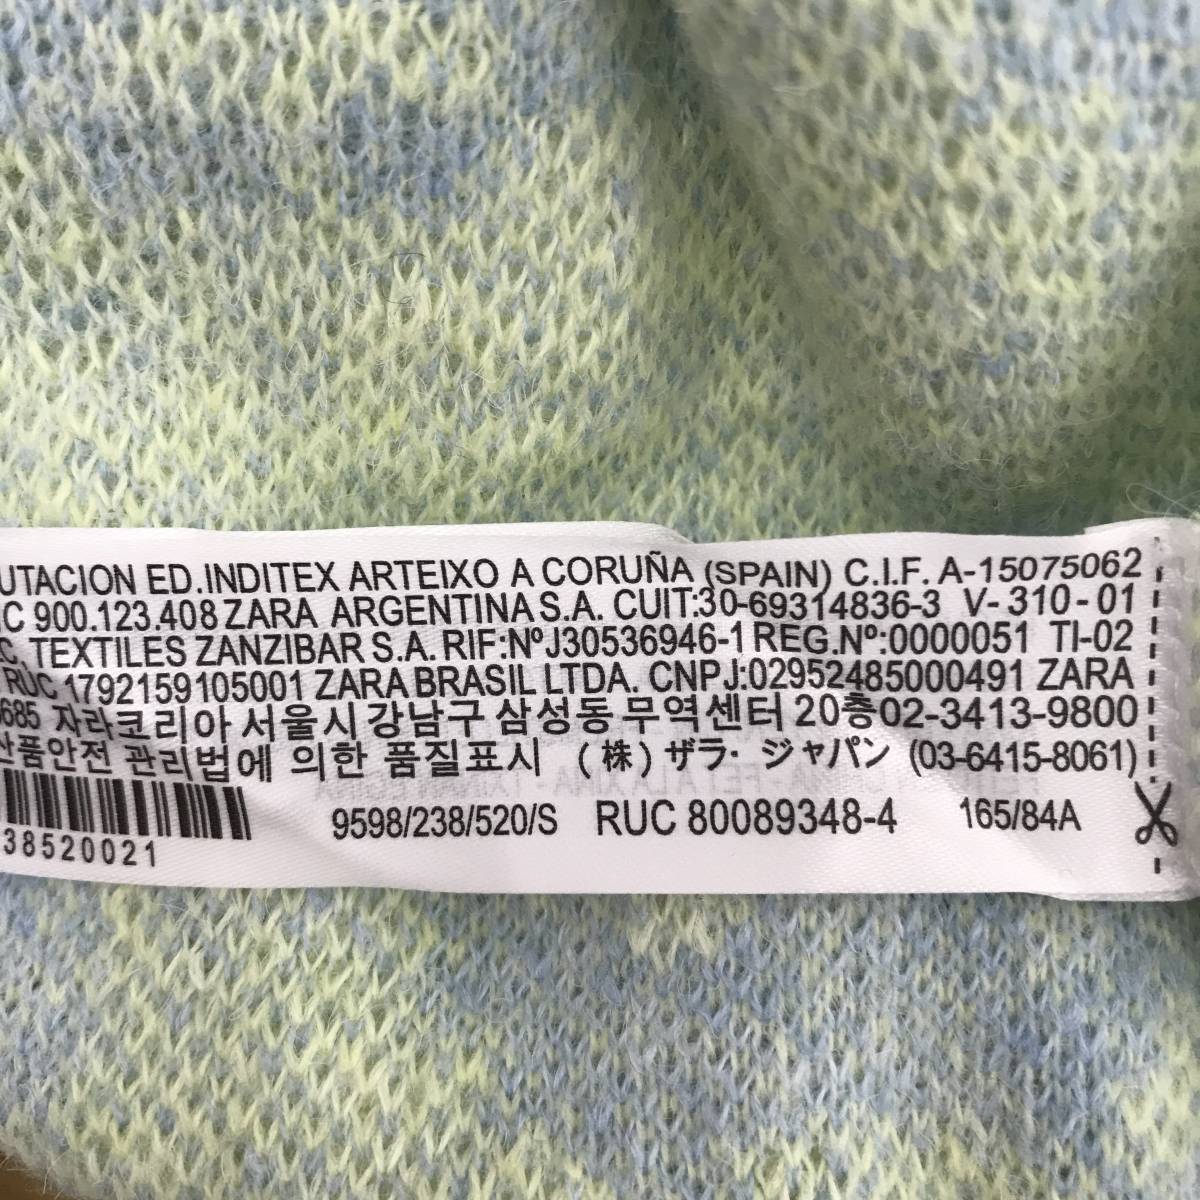 UTACION ED.INDITEX ARTEIXO A CORUÑA (SPAIN) C.I.F. A-15075062
C 900.123.408 ZARA ARGENTINA S.A. CUIT:30-69314836-3 V-310-01
C. TEXTILES ZANZIBAR S.A. RIF:Nº J30536946-1 REG.Nº:0000051 TI-02
RUC 1792159105001 ZARA BRASIL LTDA. CNPJ:02952485000491 ZARA
685 자라코리아 서울시 강남구 삼성동 무역센터 20층02-3413-9800
품안전 관리법에 의한 품질표시 (株) ザラ・ジャパン (03-6415-8061)
38520021 9598/238/520/S RUC 80089348-4 165/84A